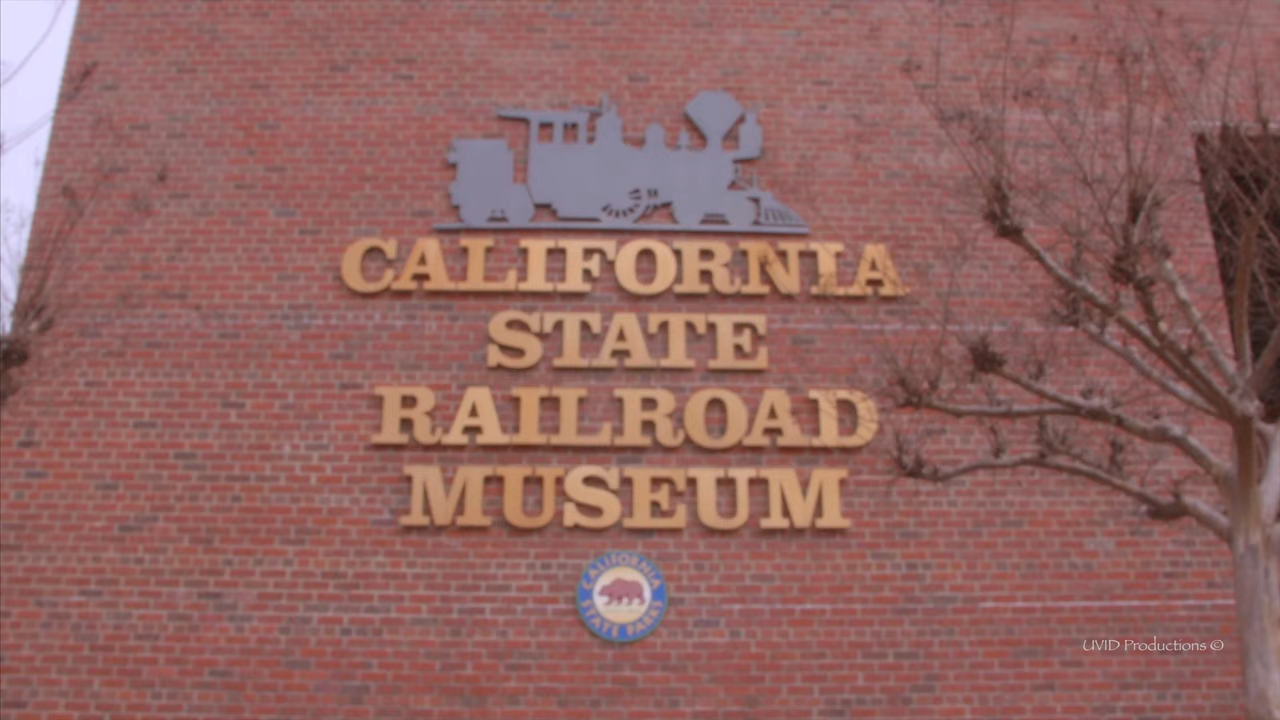 CALIFORNIA
STATE
RAILROAD
MUSEUM
CALIFORNIA
STATE PARKS
UVID Productions ©